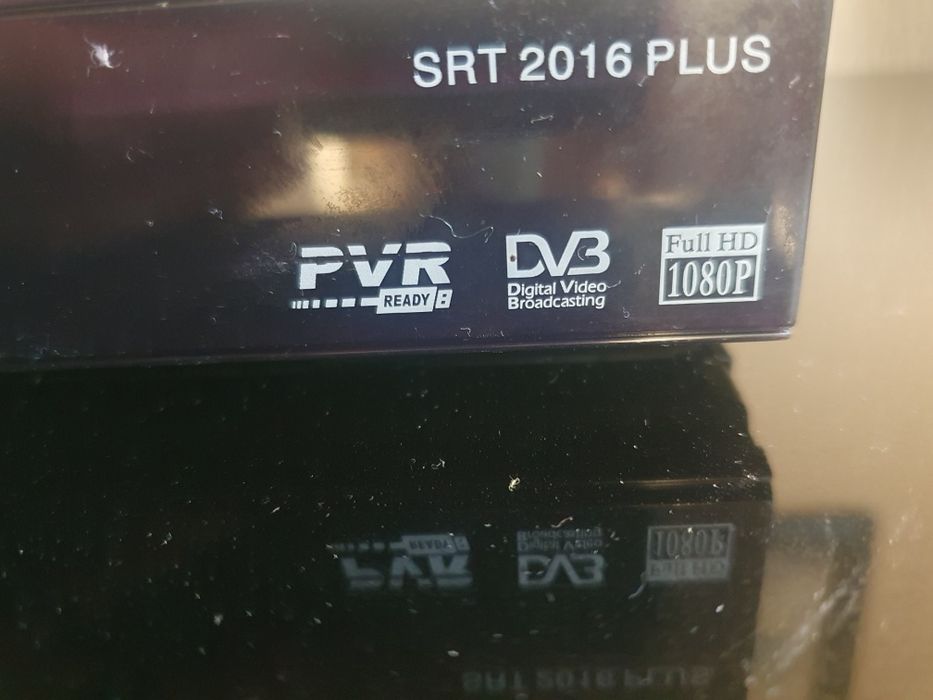 SRT 2016 PLUS
PVR
READY
DVB
Digital Video
Broadcasting
Full HD
1080P